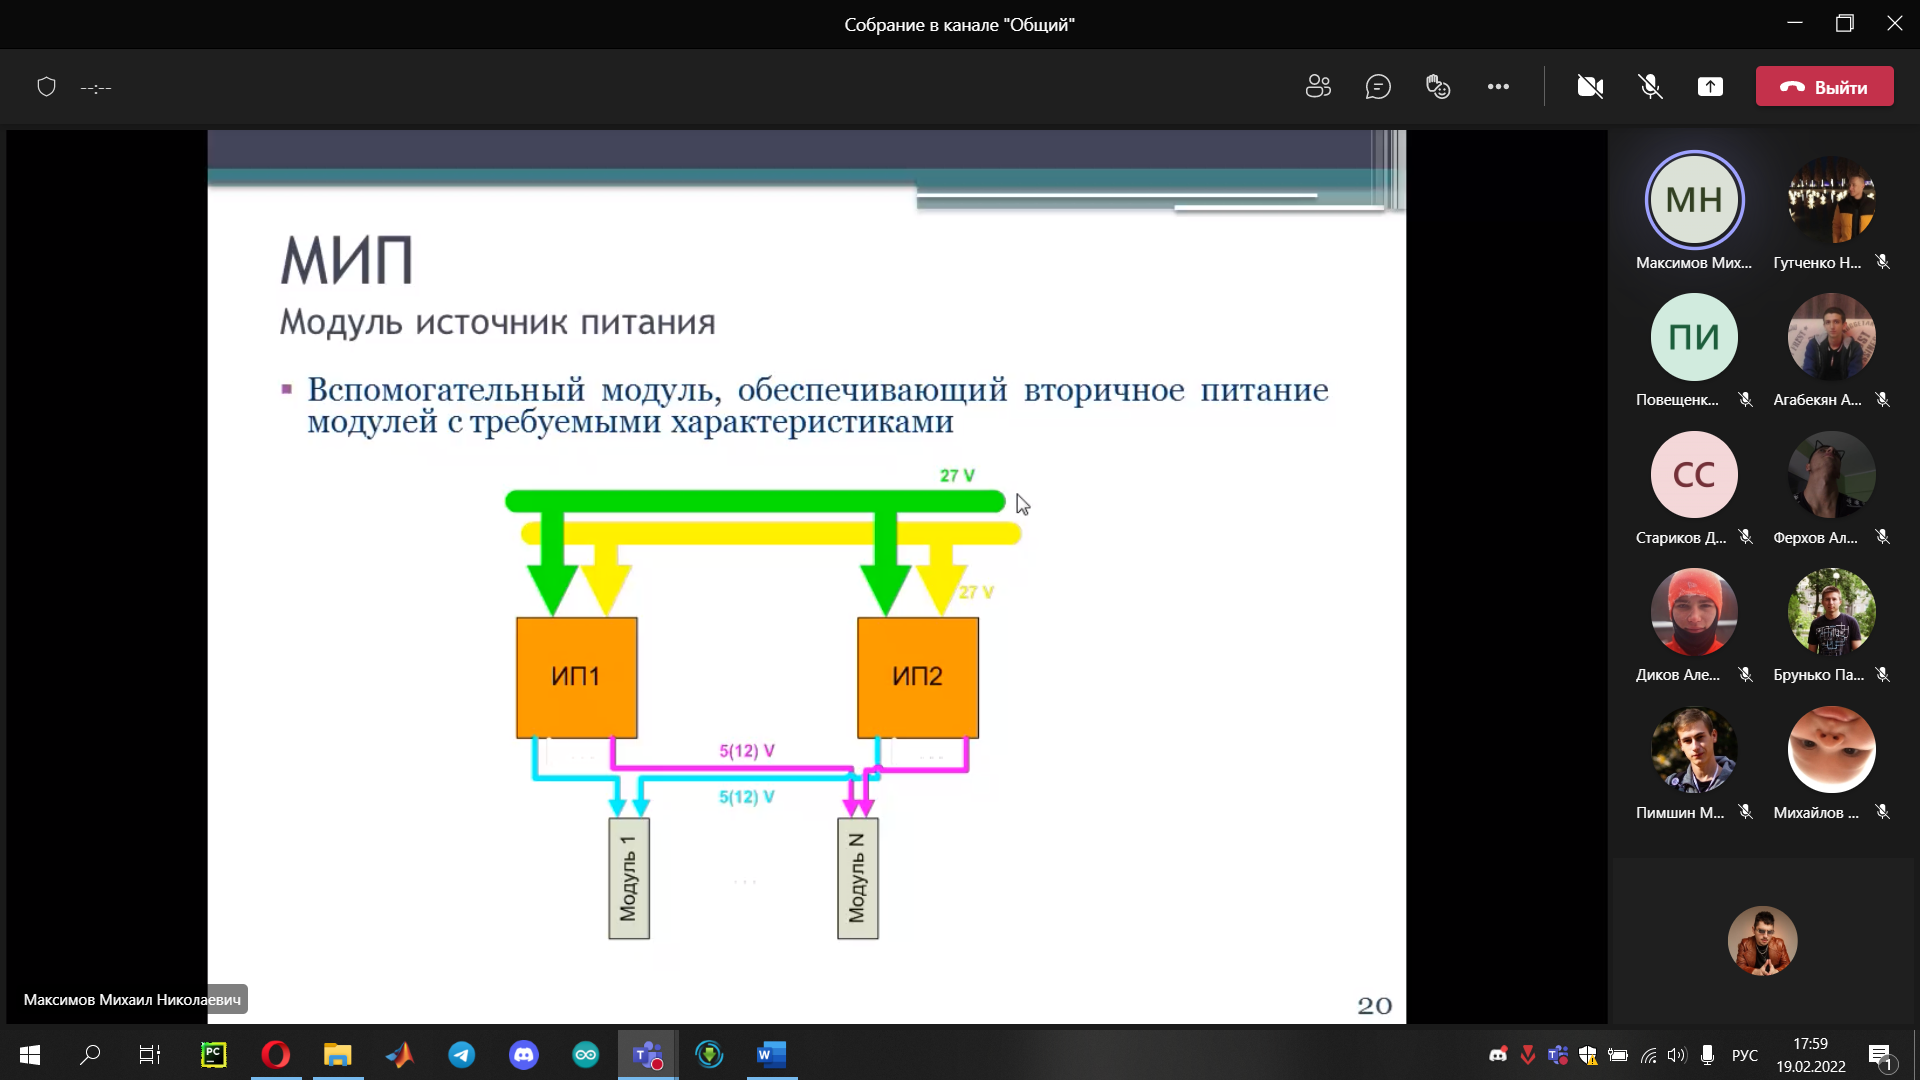 Собрание в канале "Общий"
--:--
Выйти
МИП
Модуль источник питания
Вспомогательный модуль, обеспечивающий вторичное питание
модулей с требуемыми характеристиками
27 V
27 V
ИП1
ИП2
5(12) V
5(12) V
Модуль 1
. . .
Модуль N
20
Максимов Михаил Николаевич
МН
Максимов Мих...
Гутченко Н...
ПИ
Повещенк...
Агабекян А...
СС
Стариков Д...
Ферхов Ал...
Диков Але...
Брунько Па...
Пимшин М...
Михайлов ...
PC
T
W
T
РУС
17:59
19.02.2022
1